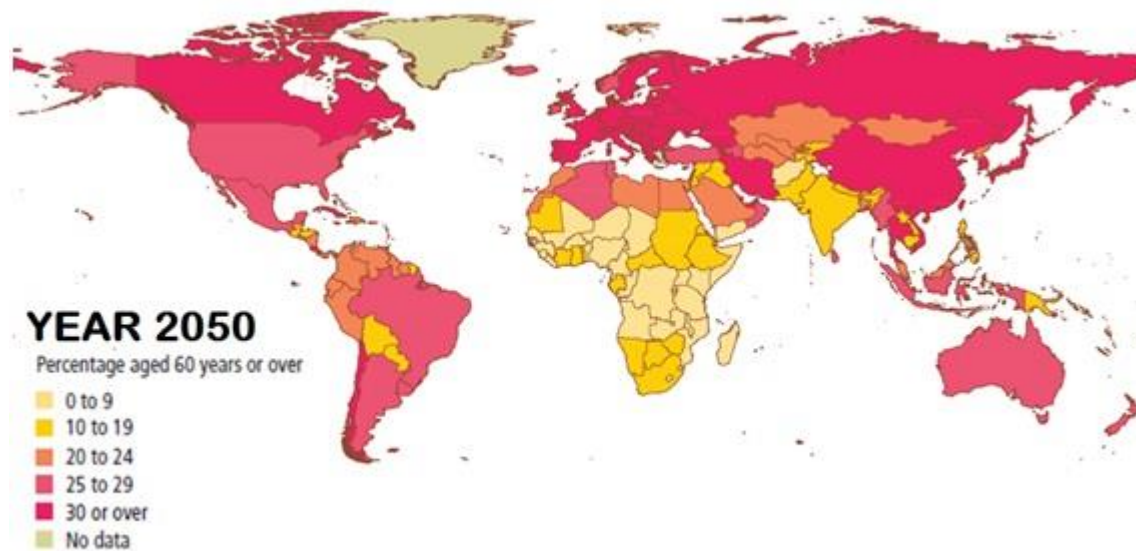 YEAR 2050
Percentage aged 60 years or over
0 to 9
10 to 19
20 to 24
25 to 29
30 or over
No data